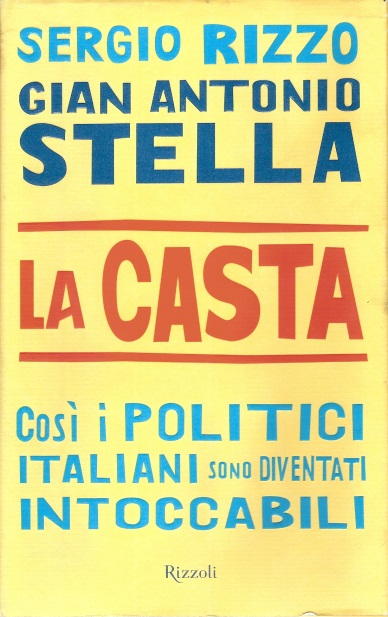 SERGIO RIZZO
GIAN ANTONIO
STELLA
LA CASTA
COSÌ i POLITICI
ITALIANI SONO DIVENTATI
INTOCCABILI
Rizzoli